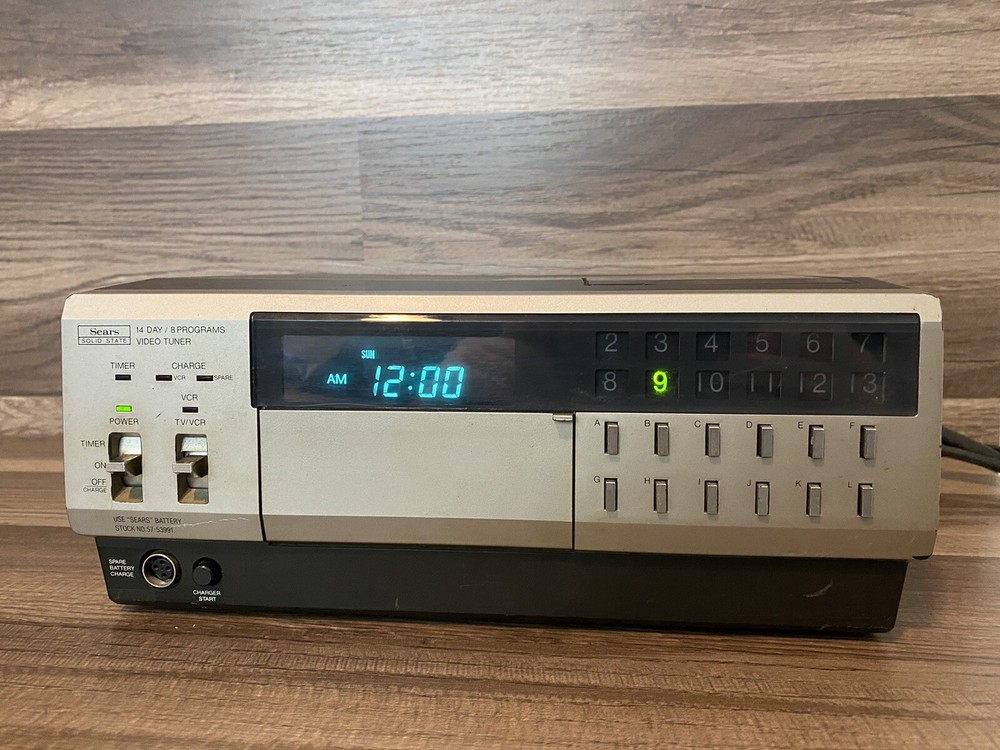 Sears
SOLID STATE
14 DAY / 8 PROGRAMS
VIDEO TUNER
TIMER
CHARGE
VCR
SPARE
VCR
POWER
TV/VCR
TIMER
ON
OFF
CHARGE
USE "SEARS" BATTERY
STOCK NO. 57-53991
SUN
AM 12:00
2 3 4 5 6 7
8 9 10 11 12 13
A B C D E F
G H I J K L
SPARE
BATTERY
CHARGE
CHARGER
START